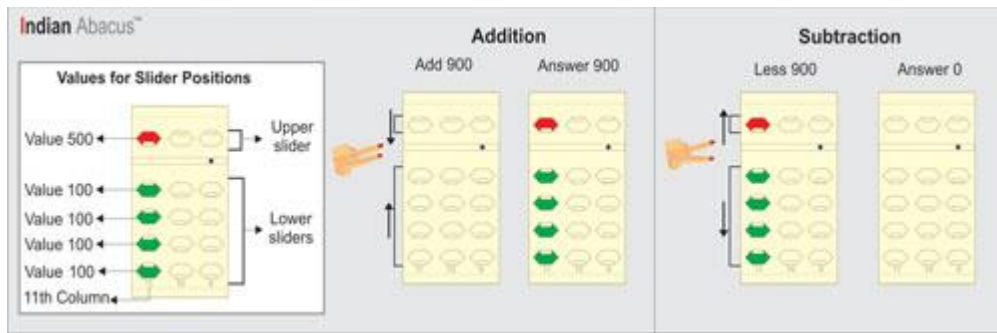 Indian Abacus™
Values for Slider Positions
Value 500
Upper
slider
Value 100
Value 100
Value 100
Value 100
Lower
sliders
11th Column
Addition
Add 900
Answer 900
Subtraction
Less 900
Answer 0